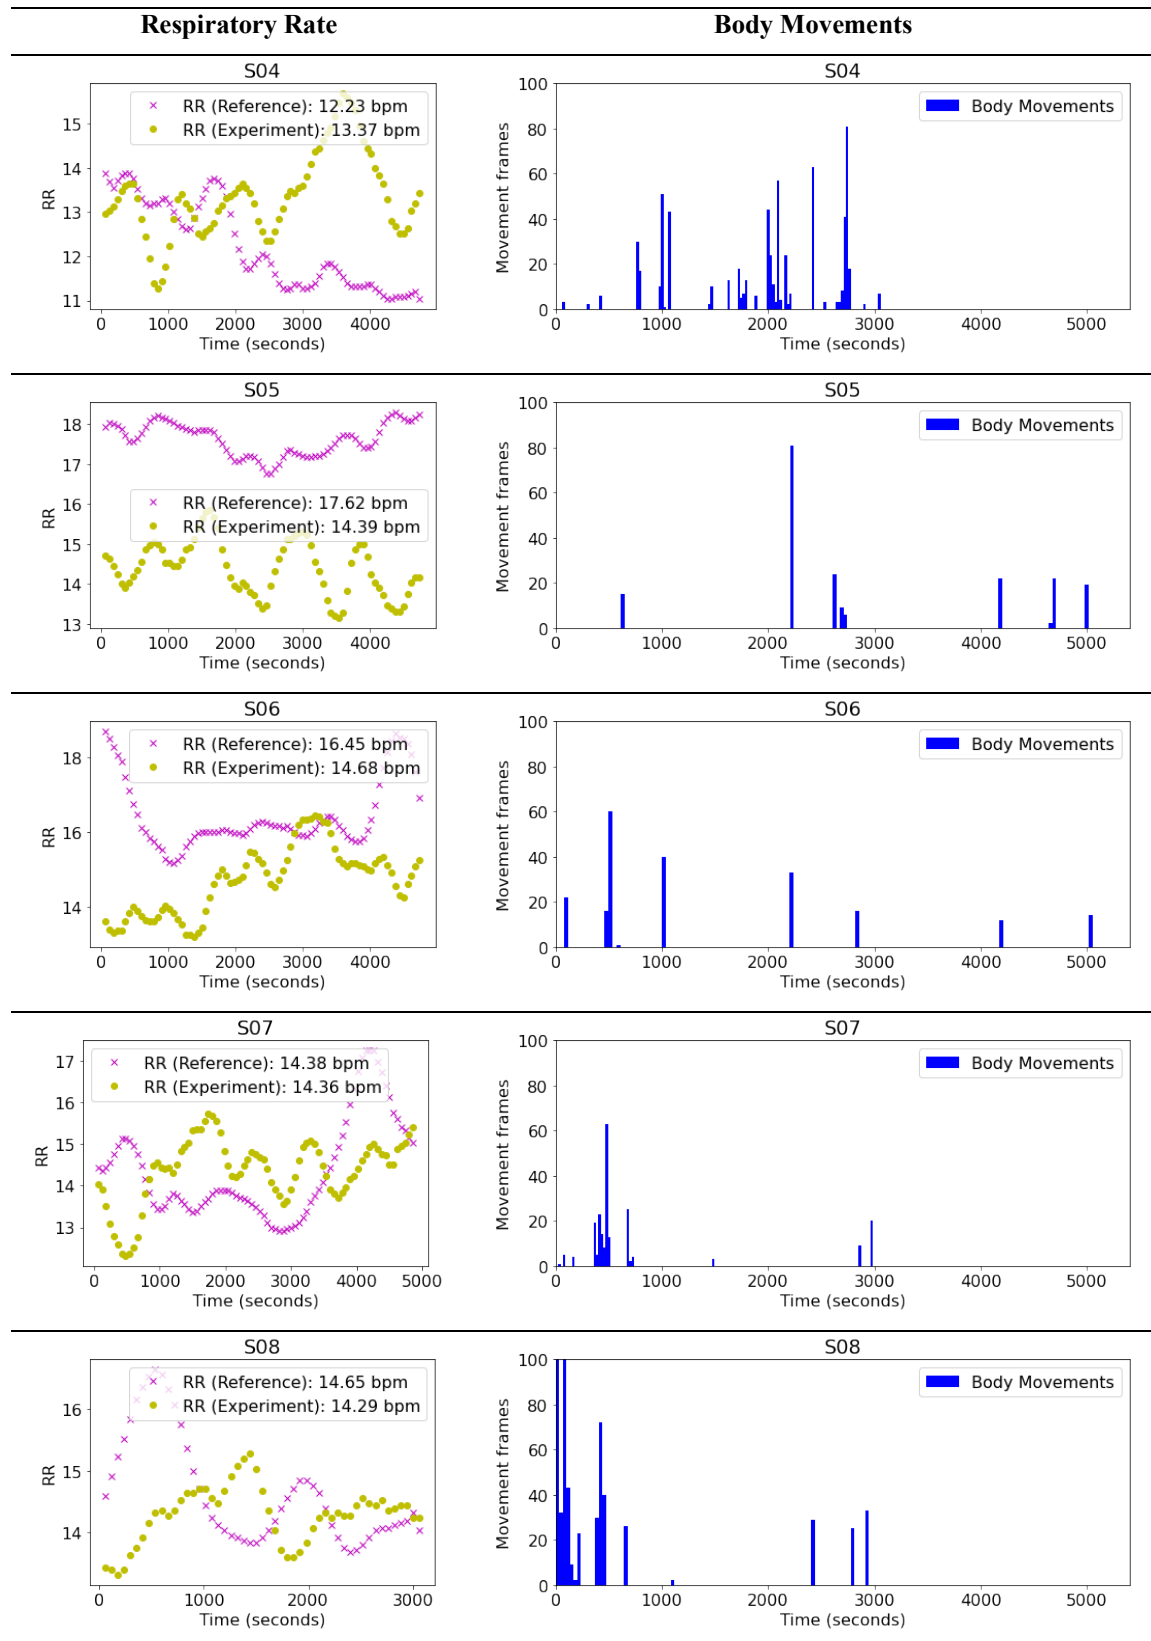 Respiratory Rate
Body Movements
S04
RR (Reference): 12.23 bpm
RR (Experiment): 13.37 bpm
RR
15
14
13
12
11
0 1000 2000 3000 4000
Time (seconds)
S04
Body Movements
Movement frames
100
80
60
40
20
0
0 1000 2000 3000 4000 5000
Time (seconds)
S05
RR (Reference): 17.62 bpm
RR (Experiment): 14.39 bpm
RR
18
17
16
15
14
13
0 1000 2000 3000 4000
Time (seconds)
S05
Body Movements
Movement frames
100
80
60
40
20
0
0 1000 2000 3000 4000 5000
Time (seconds)
S06
RR (Reference): 16.45 bpm
RR (Experiment): 14.68 bpm
RR
18
16
14
0 1000 2000 3000 4000
Time (seconds)
S06
Body Movements
Movement frames
100
80
60
40
20
0
0 1000 2000 3000 4000 5000
Time (seconds)
S07
RR (Reference): 14.38 bpm
RR (Experiment): 14.36 bpm
RR
17
16
15
14
13
0 1000 2000 3000 4000 5000
Time (seconds)
S07
Body Movements
Movement frames
100
80
60
40
20
0
0 1000 2000 3000 4000 5000
Time (seconds)
S08
RR (Reference): 14.65 bpm
RR (Experiment): 14.29 bpm
RR
16
15
14
0 1000 2000 3000
Time (seconds)
S08
Body Movements
Movement frames
100
80
60
40
20
0
0 1000 2000 3000 4000 5000
Time (seconds)